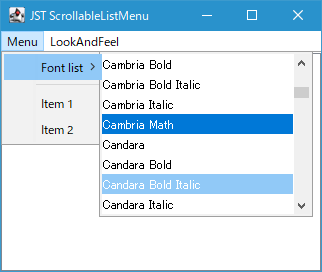 JST ScrollableListMenu
Menu LookAndFeel
Font list
Item 1
Item 2
Cambria Bold
Cambria Bold Italic
Cambria Italic
Cambria Math
Candara
Candara Bold
Candara Bold Italic
Candara Italic